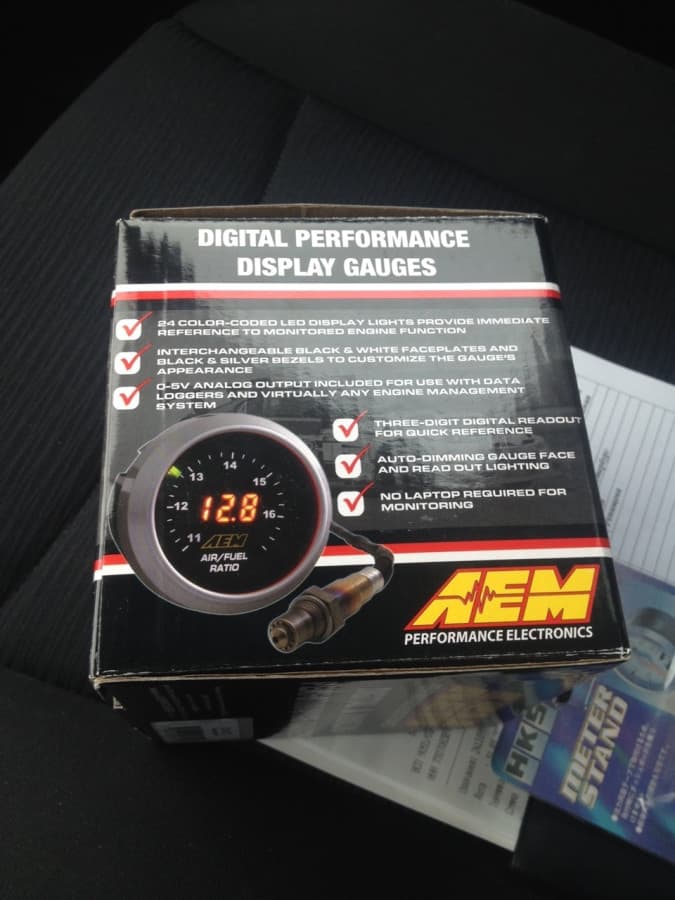 DIGITAL PERFORMANCE
DISPLAY GAUGES
24 COLOR-CODED LED DISPLAY LIGHTS PROVIDE IMMEDIATE
REFERENCE TO MONITORED ENGINE FUNCTION
INTERCHANGEABLE BLACK & WHITE FACEPLATES AND
BLACK & SILVER BEZELS TO CUSTOMIZE THE GAUGE'S
APPEARANCE
0-5V ANALOG OUTPUT INCLUDED FOR USE WITH DATA
LOGGERS AND VIRTUALLY ANY ENGINE MANAGEMENT
SYSTEM
THREE-DIGIT DIGITAL READOUT
FOR QUICK REFERENCE
AUTO-DIMMING GAUGE FACE
AND READ OUT LIGHTING
NO LAPTOP REQUIRED FOR
MONITORING
11
12
13
14
15
16
12.8
AEM
AIR/FUEL
RATIO
AEM
PERFORMANCE ELECTRONICS
HKS
METER
STAND